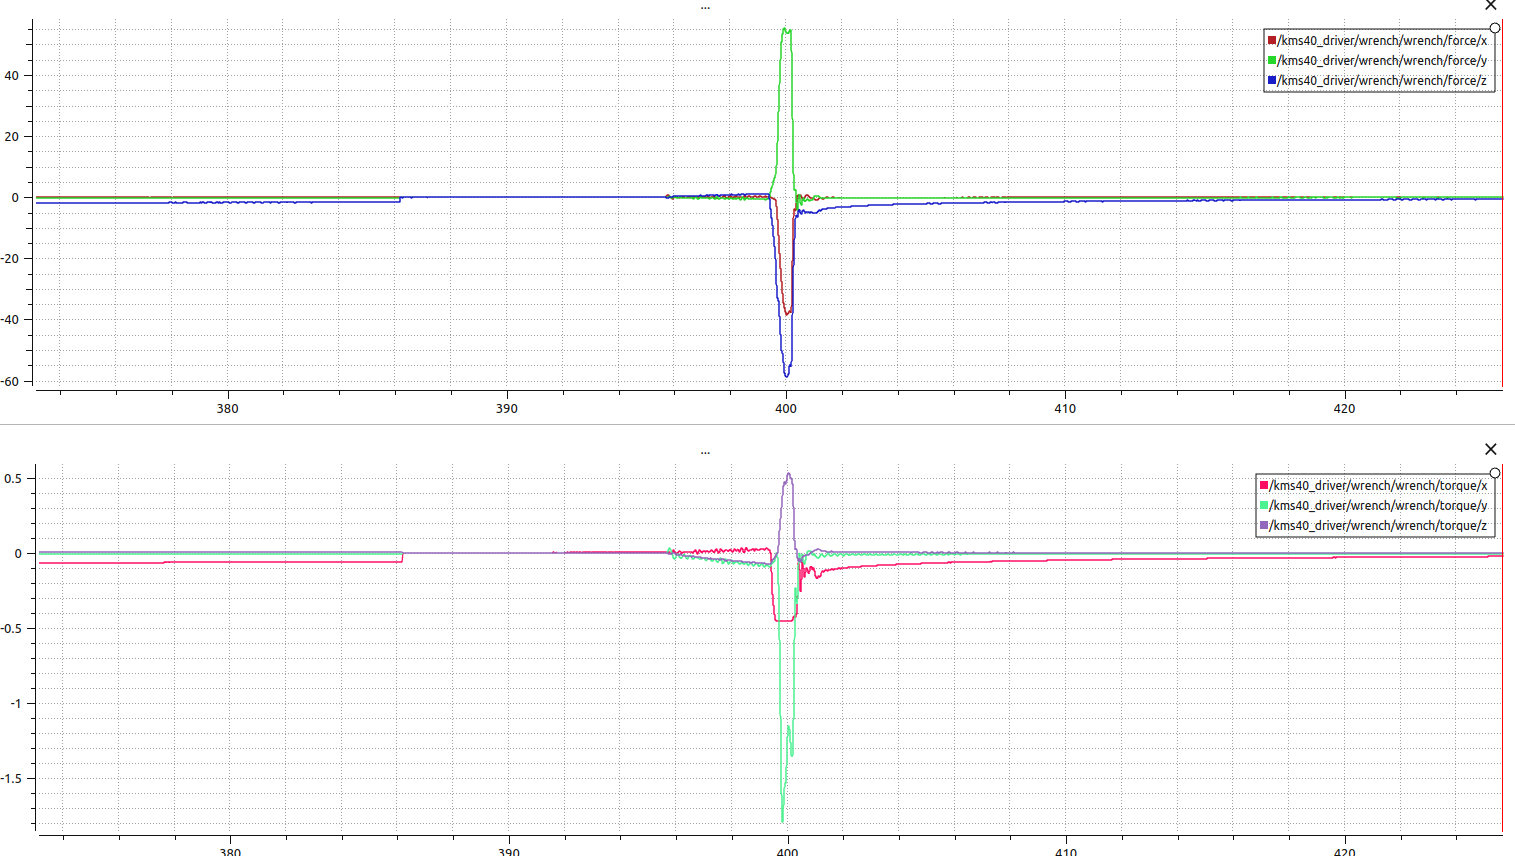 ...
/kms40_driver/wrench/wrench/force/x
/kms40_driver/wrench/wrench/force/y
/kms40_driver/wrench/wrench/force/z
40
20
0
-20
-40
-60
380 390 400 410 420
...
/kms40_driver/wrench/wrench/torque/x
/kms40_driver/wrench/wrench/torque/y
/kms40_driver/wrench/wrench/torque/z
0.5
0
-0.5
-1
-1.5
380 390 400 410 420